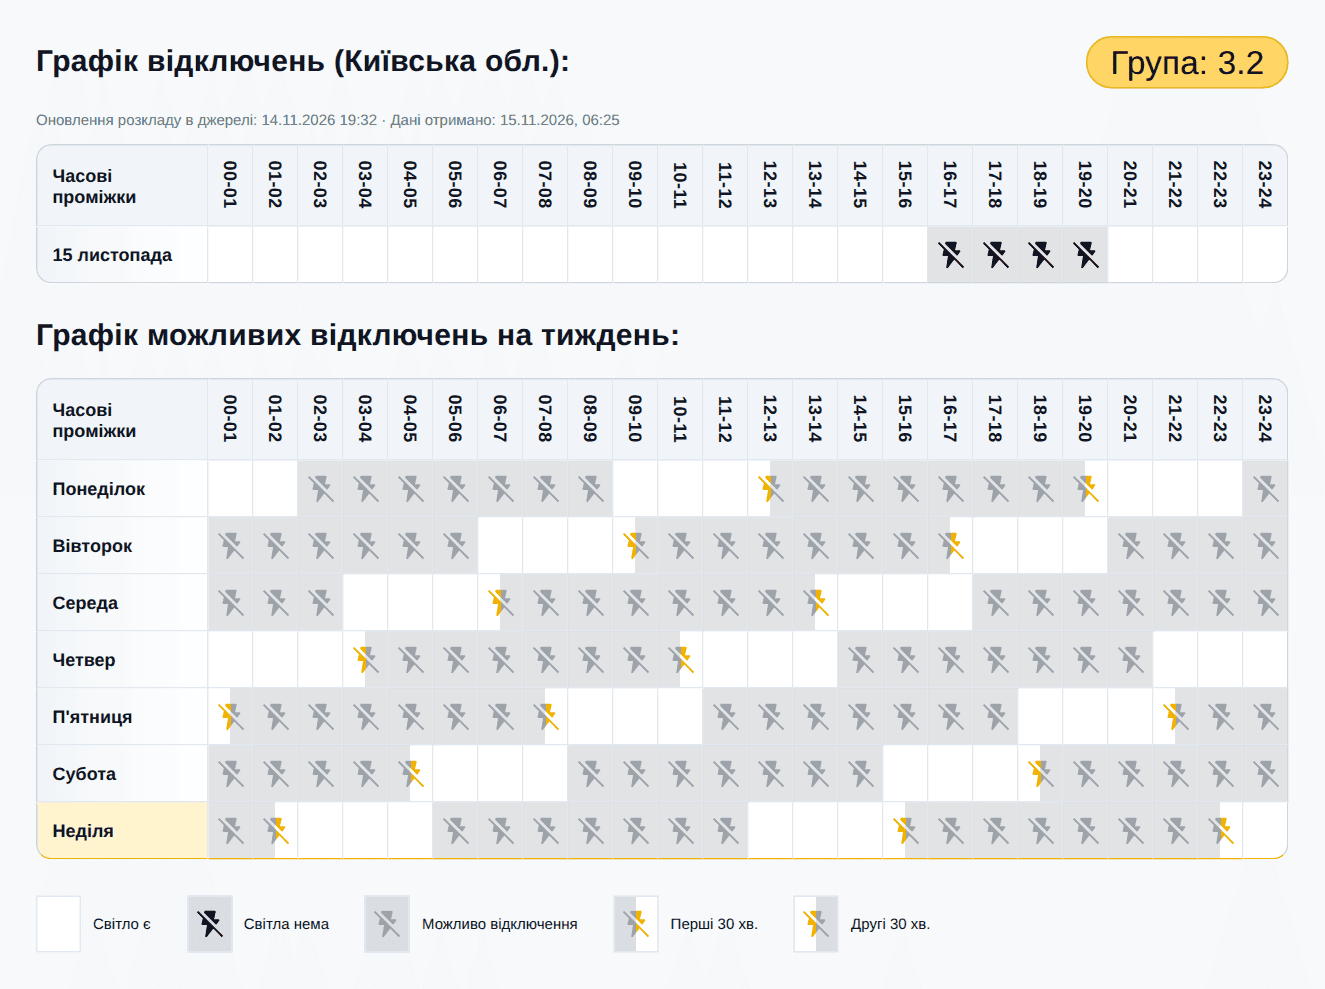 Графік відключень (Київська обл.):
Група: 3.2
Оновлення розкладу в джерелі: 14.11.2026 19:32 · Дані отримано: 15.11.2026, 06:25
Часові проміжки 00-01 01-02 02-03 03-04 04-05 05-06 06-07 07-08 08-09 09-10 10-11 11-12 12-13 13-14 14-15 15-16 16-17 17-18 18-19 19-20 20-21 21-22 22-23 23-24
15 листопада
Графік можливих відключень на тиждень:
Часові проміжки 00-01 01-02 02-03 03-04 04-05 05-06 06-07 07-08 08-09 09-10 10-11 11-12 12-13 13-14 14-15 15-16 16-17 17-18 18-19 19-20 20-21 21-22 22-23 23-24
Понеділок
Вівторок
Середа
Четвер
П'ятниця
Субота
Неділя
Світло є Світла нема Можливо відключення Перші 30 хв. Другі 30 хв.